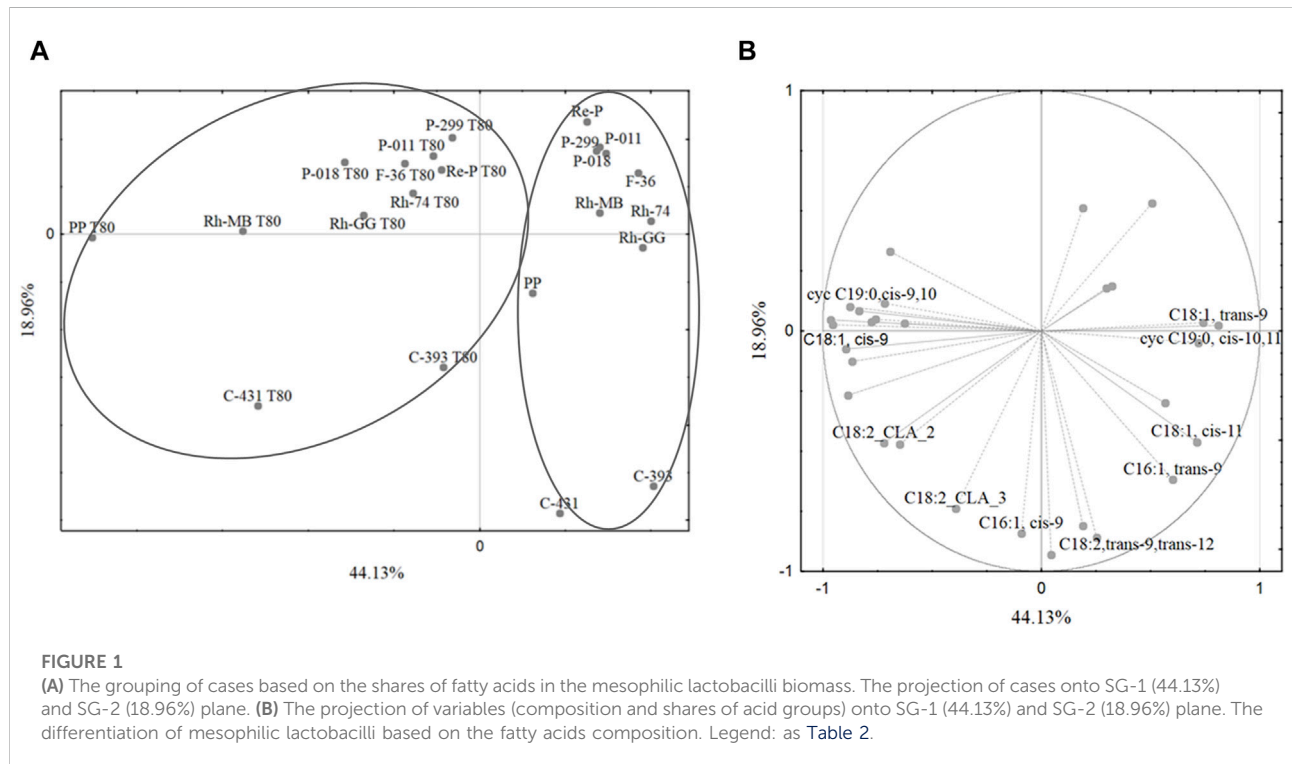 A
B
Re-P
P-299 T80
P-299
P-011
P-011 T80
P-018
P-018 T80
F-36 T80
Re-P T80
F-36
Rh-74 T80
Rh-MB
Rh-74
Rh-MB T80
Rh-GG T80
PP T80
Rh-GG
0
PP
18.96%
C-393 T80
C-431 T80
C-393
C-431
0
44.13%
1
cyc C19:0,cis-9,10
C18:1, trans-9
0
C18:1, cis-9
cyc C19:0, cis-10,11
18.96%
C18:2_CLA_2
C18:1, cis-11
C16:1, trans-9
C18:2_CLA_3
C16:1, cis-9
C18:2,trans-9,trans-12
-1
-1
0
1
44.13%
FIGURE 1
(A) The grouping of cases based on the shares of fatty acids in the mesophilic lactobacilli biomass. The projection of cases onto SG-1 (44.13%)
and SG-2 (18.96%) plane. (B) The projection of variables (composition and shares of acid groups) onto SG-1 (44.13%) and SG-2 (18.96%) plane. The
differentiation of mesophilic lactobacilli based on the fatty acids composition. Legend: as Table 2.